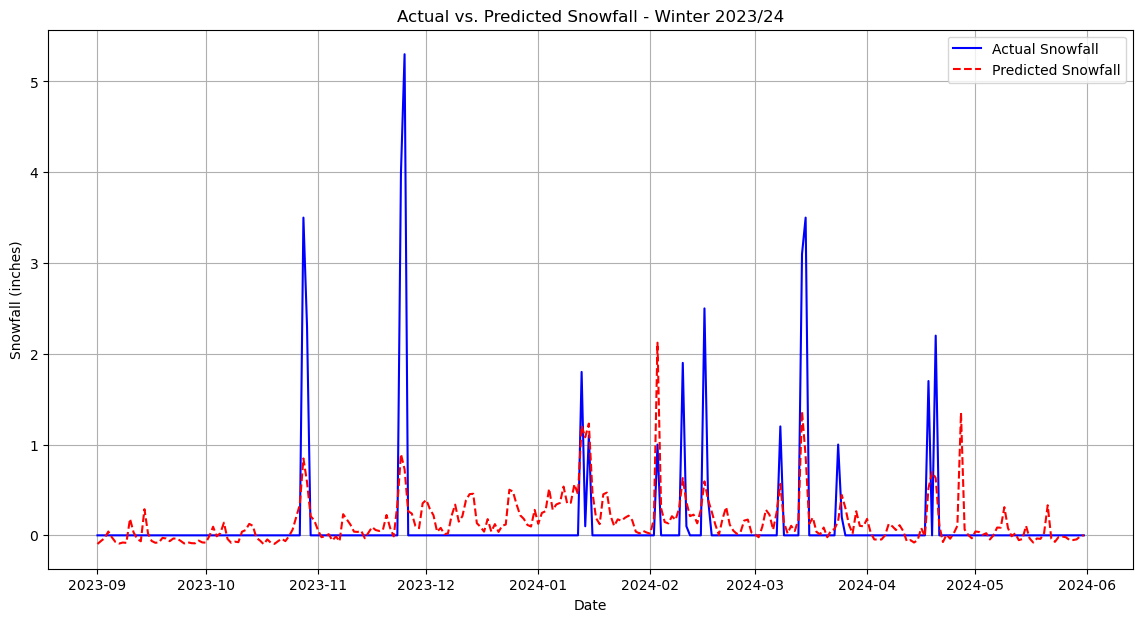 Actual vs. Predicted Snowfall - Winter 2023/24
Actual Snowfall
Predicted Snowfall
Snowfall (inches)
5
4
3
2
1
0
2023-09 2023-10 2023-11 2023-12 2024-01 2024-02 2024-03 2024-04 2024-05 2024-06
Date